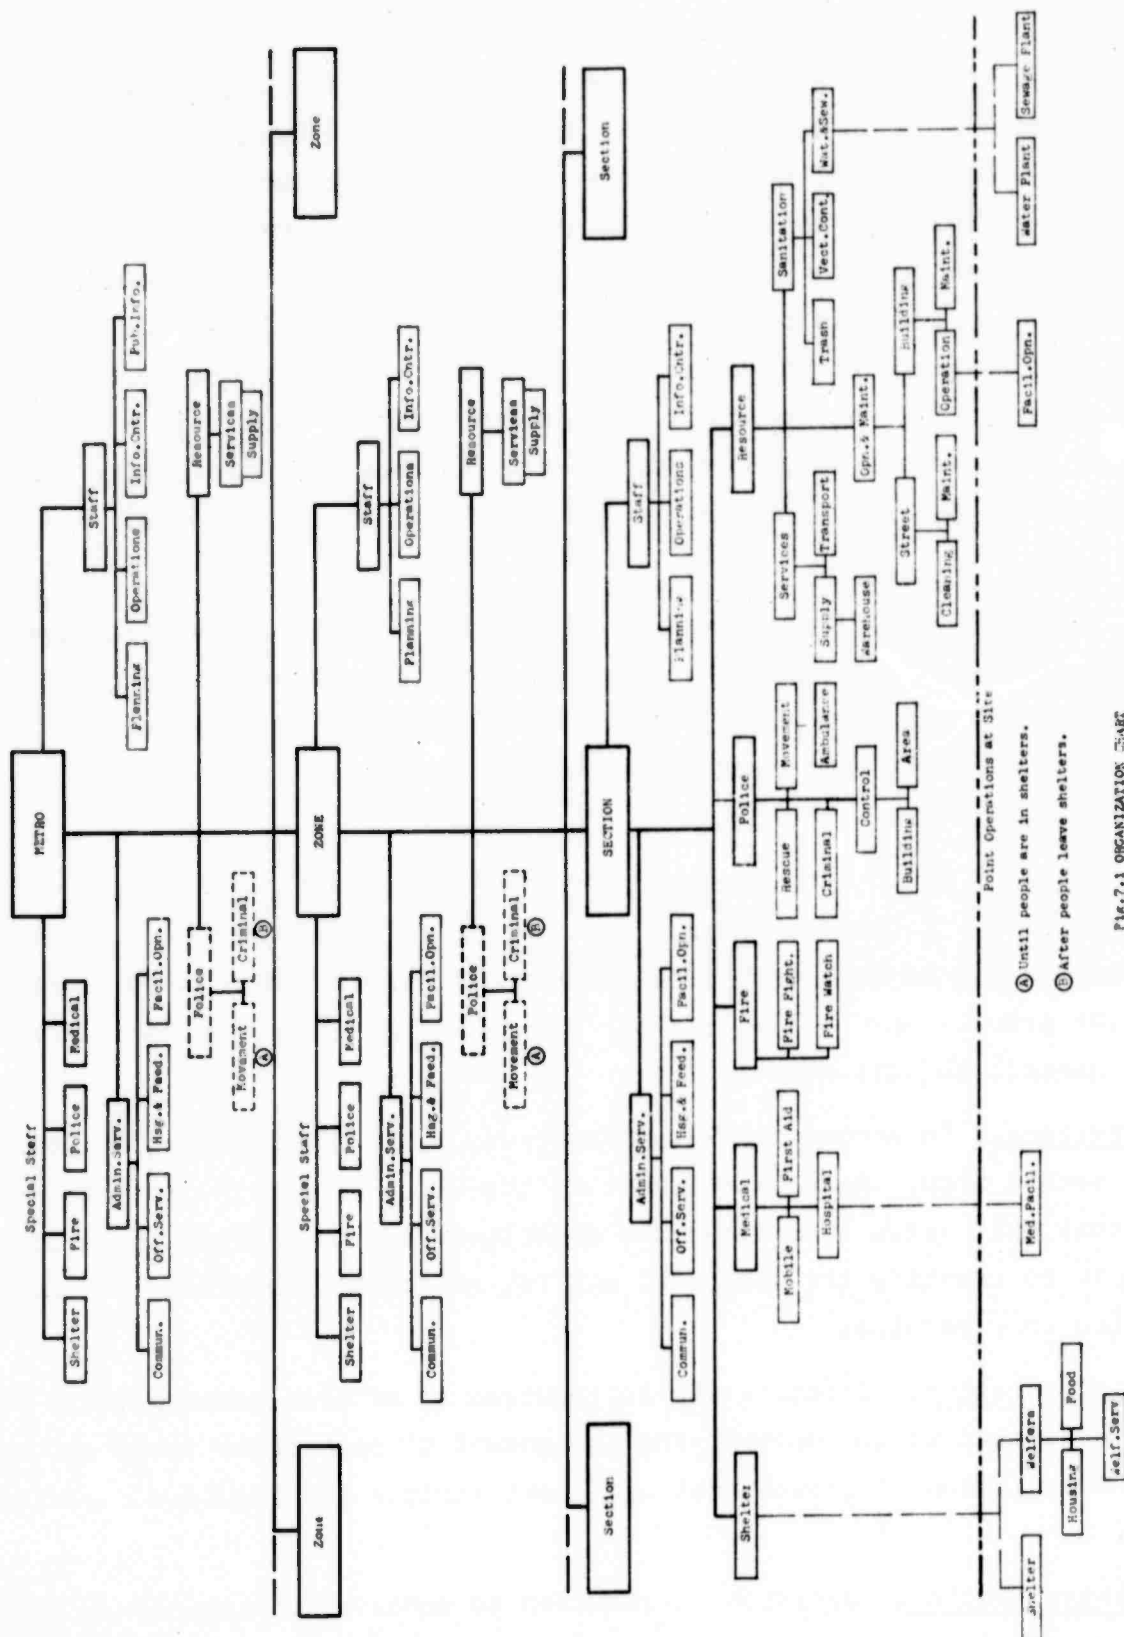 METRO
Special Staff
Staff
Shelter
Fire
Police
Medical
Planning
Operations
Info.Cntr.
Pub.Info.
Admin.Serv.
Commun.
Off.Serv.
Hsg.& Feed.
Facil.Opn.
Police
Movement
Criminal
Ⓐ
Ⓑ
Resource
Services
Supply
Zone
ZONE
Zone
Special Staff
Staff
Shelter
Fire
Police
Medical
Planning
Operations
Info.Cntr.
Admin.Serv.
Commun.
Off.Serv.
Hsg.& Feed.
Facil.Opn.
Police
Movement
Criminal
Ⓐ
Ⓑ
Resource
Services
Supply
Section
SECTION
Section
Staff
Planning
Operations
Info.Cntr.
Admin.Serv.
Commun.
Off.Serv.
Hsg.& Feed.
Facil.Opn.
Shelter
Medical
Fire
Police
Resource
Mobile
First Aid
Hospital
Fire Fight.
Fire Watch
Rescue
Movement
Criminal
Ambulance
Control
Building
Area
Services
Sanitation
Supply
Transport
Warehouse
Trash
Vect.Cont.
Wat.&Sew.
Opn.& Maint.
Street
Building
Cleaning
Maint.
Operation
Maint.
Point Operations at Site
Shelter
Welfare
Housing
Food
Welf.Serv
Med.Facil.
Facil.Opn.
Water Plant
Sewage Plant
Ⓐ Until people are in shelters.
Ⓑ After people leave shelters.
Fig.7.1 ORGANIZATION CHART